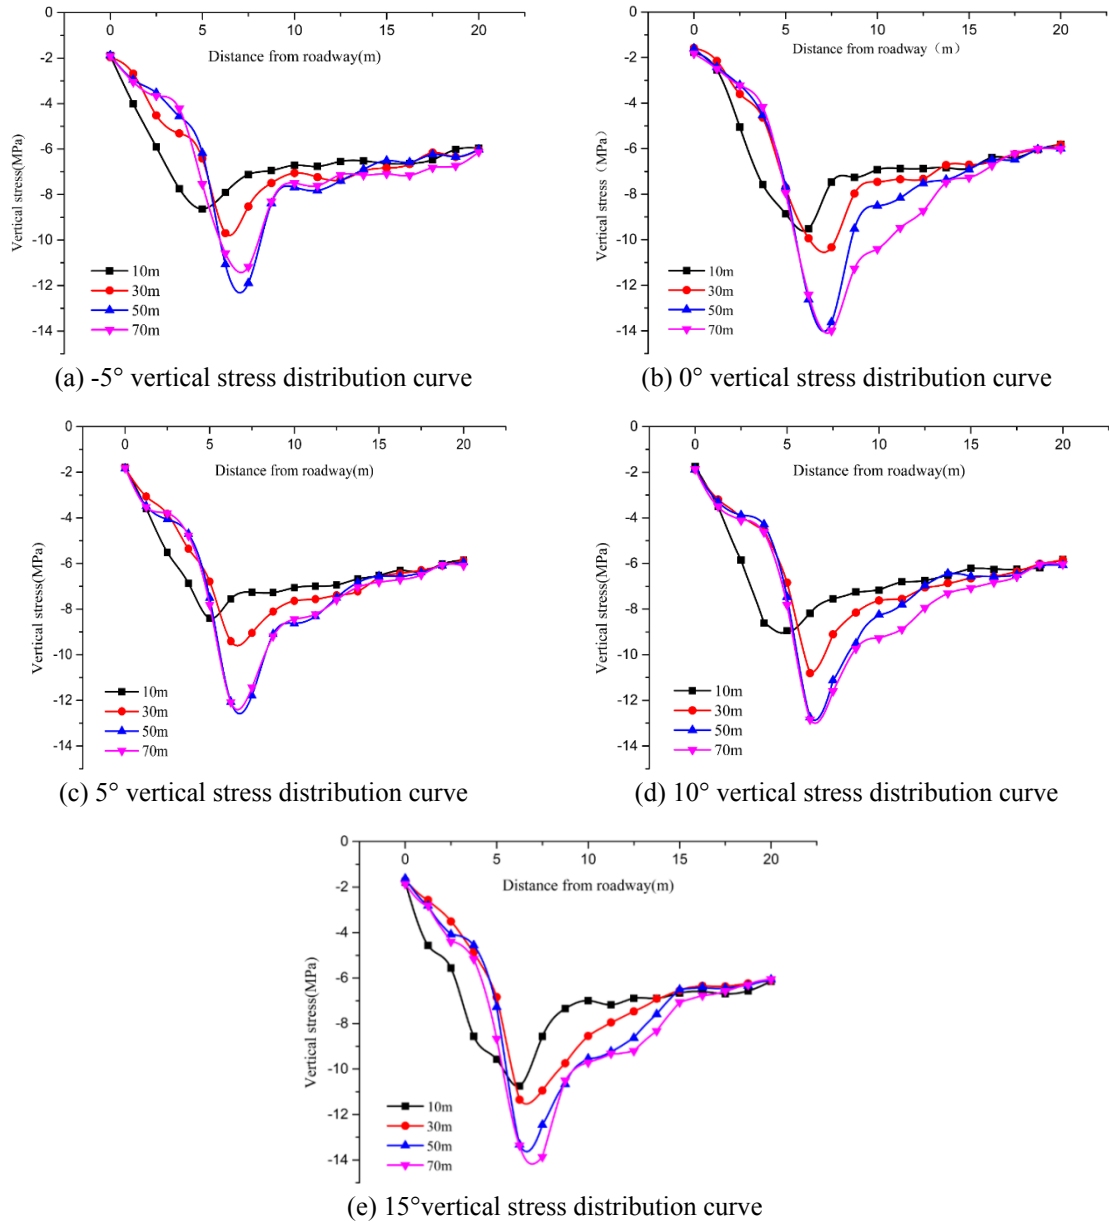 0 5 10 15 20
Distance from roadway(m)
0
-2
-4
-6
-8
-10
-12
-14
Vertical stress(MPa)
10m
30m
50m
70m
(a) -5° vertical stress distribution curve
0 5 10 15 20
Distance from roadway（m）
0
-2
-4
-6
-8
-10
-12
-14
Vertical stress（MPa）
10m
30m
50m
70m
(b) 0° vertical stress distribution curve
0 5 10 15 20
Distance from roadway(m)
0
-2
-4
-6
-8
-10
-12
-14
Vertical stress(MPa)
10m
30m
50m
70m
(c) 5° vertical stress distribution curve
0 5 10 15 20
Distance from roadway(m)
0
-2
-4
-6
-8
-10
-12
-14
Vertical stress(MPa)
10m
30m
50m
70m
(d) 10° vertical stress distribution curve
0 5 10 15 20
Distance from roadway(m)
0
-2
-4
-6
-8
-10
-12
-14
Vertical stress(MPa)
10m
30m
50m
70m
(e) 15°vertical stress distribution curve